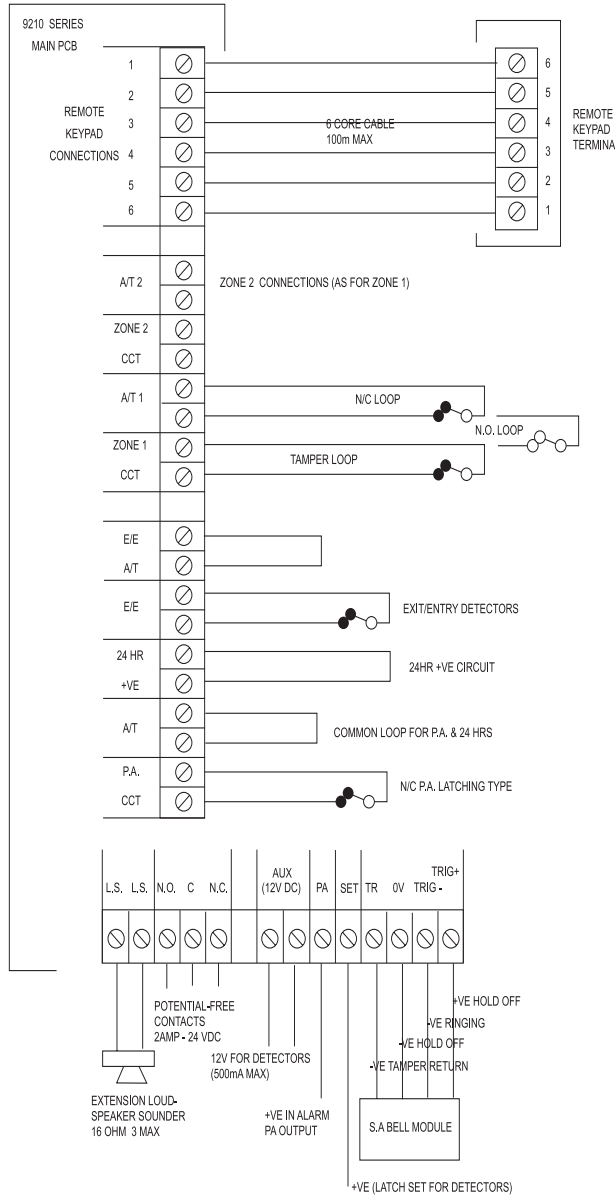 9210 SERIES
MAIN PCB
1
2
3
4
5
6
REMOTE
KEYPAD
CONNECTIONS
6 CORE CABLE
100m MAX
6
5
4
3
2
1
REMOTE
KEYPAD
TERMINA
A/T 2
ZONE 2 CONNECTIONS (AS FOR ZONE 1)
ZONE 2
CCT
A/T 1
N/C LOOP
N.O. LOOP
ZONE 1
CCT
TAMPER LOOP
E/E
A/T
E/E
EXIT/ENTRY DETECTORS
24 HR
+VE
24HR +VE CIRCUIT
A/T
COMMON LOOP FOR P.A. & 24 HRS
P.A.
CCT
N/C P.A. LATCHING TYPE
L.S. L.S. N.O. C N.C.
AUX
(12V DC)
PA SET TR 0V TRIG -
TRIG+
POTENTIAL-FREE
CONTACTS
2AMP - 24 VDC
12V FOR DETECTORS
(500mA MAX)
+VE HOLD OFF
-VE RINGING
-VE HOLD OFF
-VE TAMPER RETURN
EXTENSION LOUD-
SPEAKER SOUNDER
16 OHM 3 MAX
+VE IN ALARM
PA OUTPUT
S.A BELL MODULE
+VE (LATCH SET FOR DETECTORS)